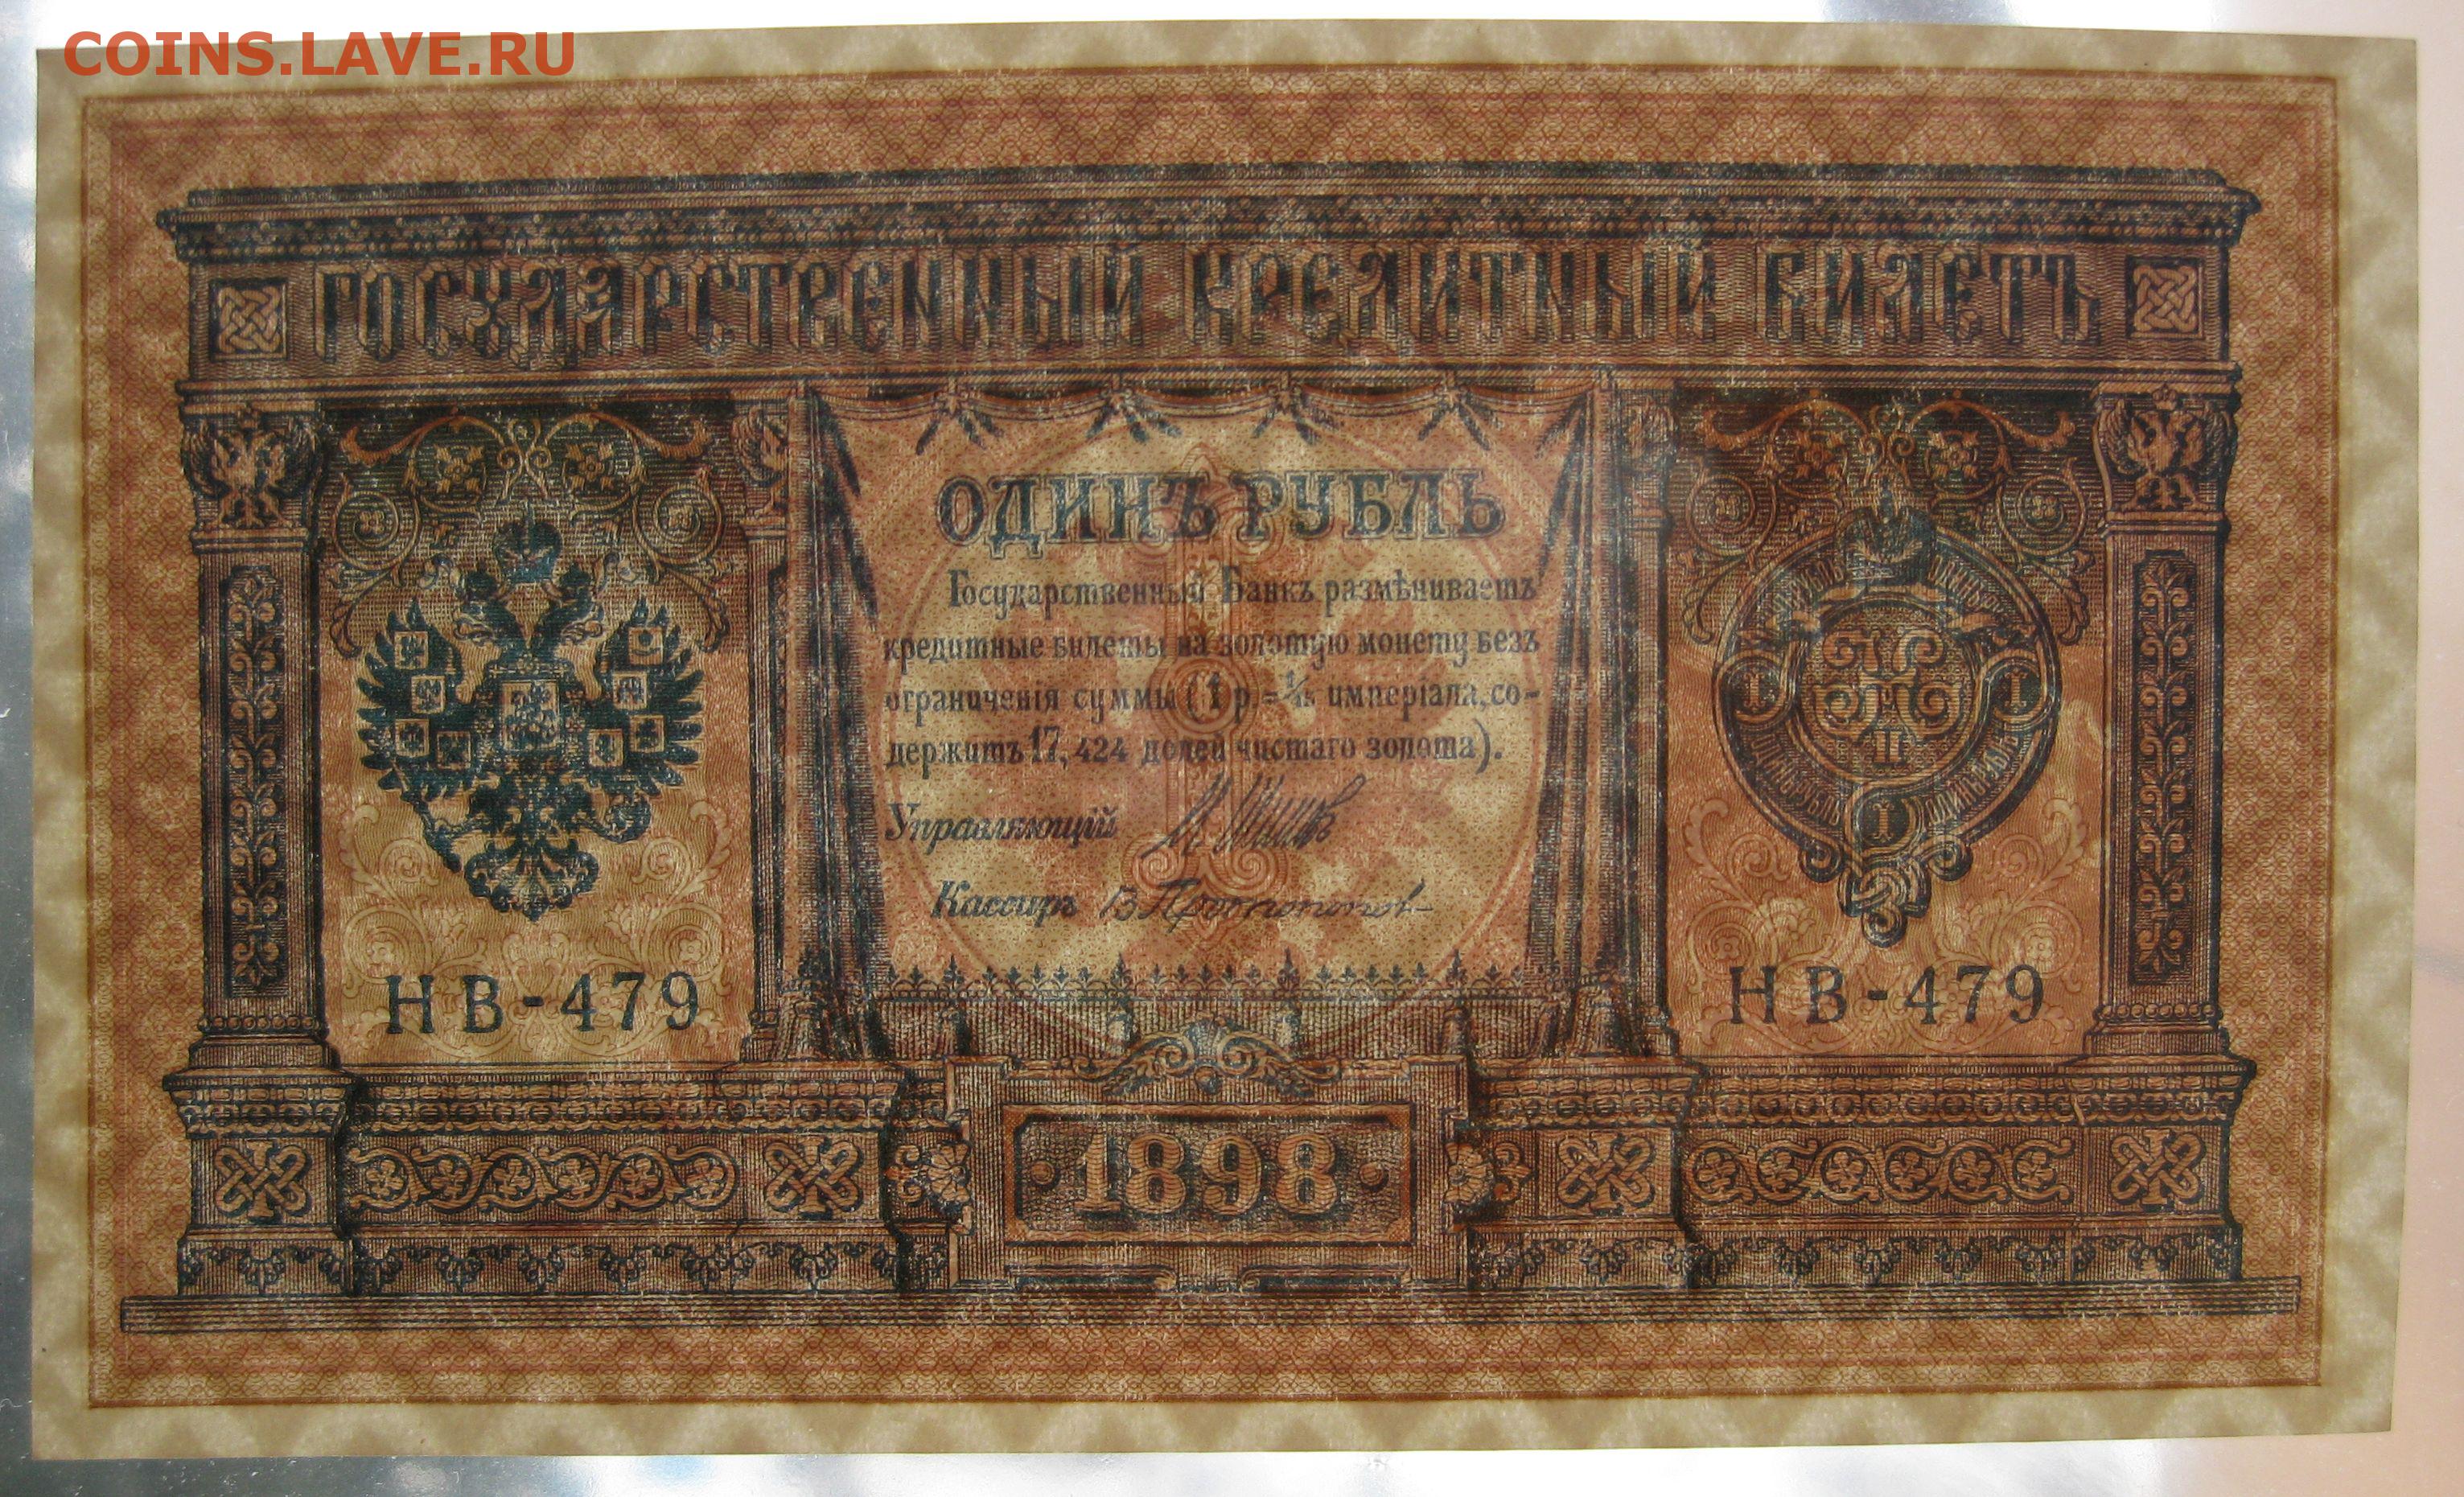 COINS.LAVE.RU
ГОСУДАРСТВЕННЫЙ КРЕДИТНЫЙ БИЛЕТЪ
ОДИНЪ РУБЛЬ
Государственный Банкъ размѣниваетъ
кредитные билеты на золотую монету безъ
ограниченія суммы (1 р.=1/15 имперіала, со-
держитъ 17,424 долей чистаго золота).
Управляющій И. Шиповъ
Кассиръ
НВ-479
НВ-479
1898